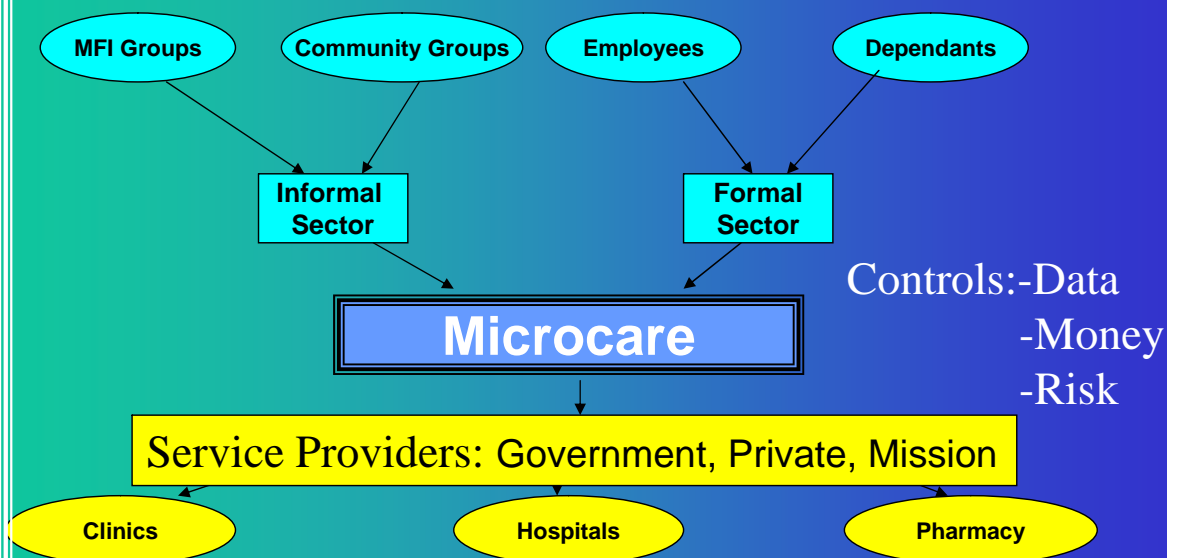 MFI Groups
Community Groups
Employees
Dependants
Informal
Sector
Formal
Sector
Controls:-Data
-Money
-Risk
Microcare
Service Providers: Government, Private, Mission
Clinics
Hospitals
Pharmacy